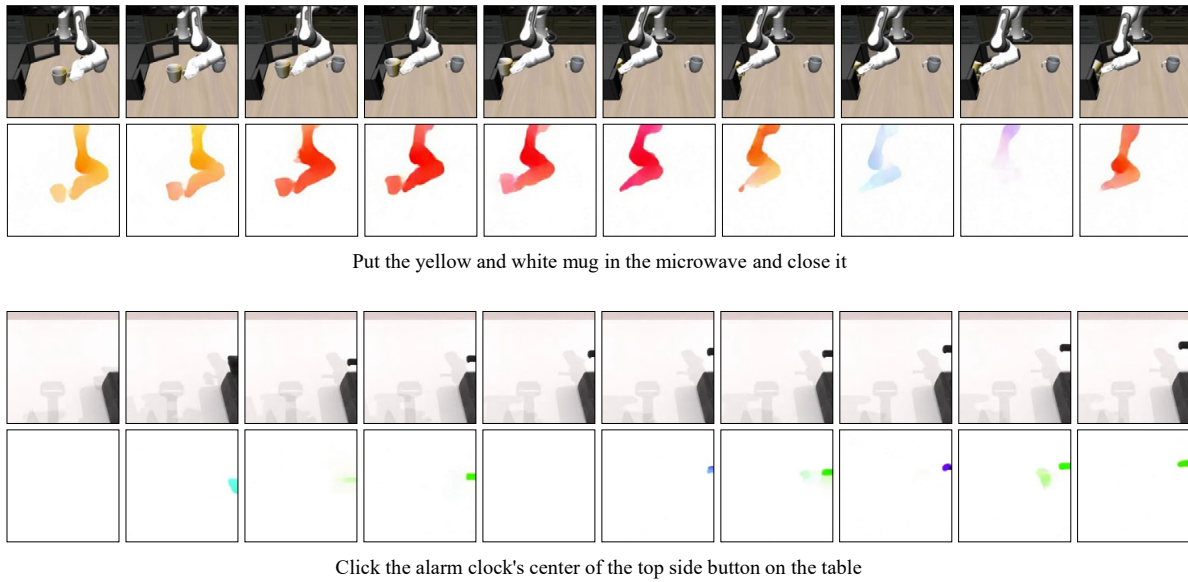 Put the yellow and white mug in the microwave and close it
Click the alarm clock's center of the top side button on the table